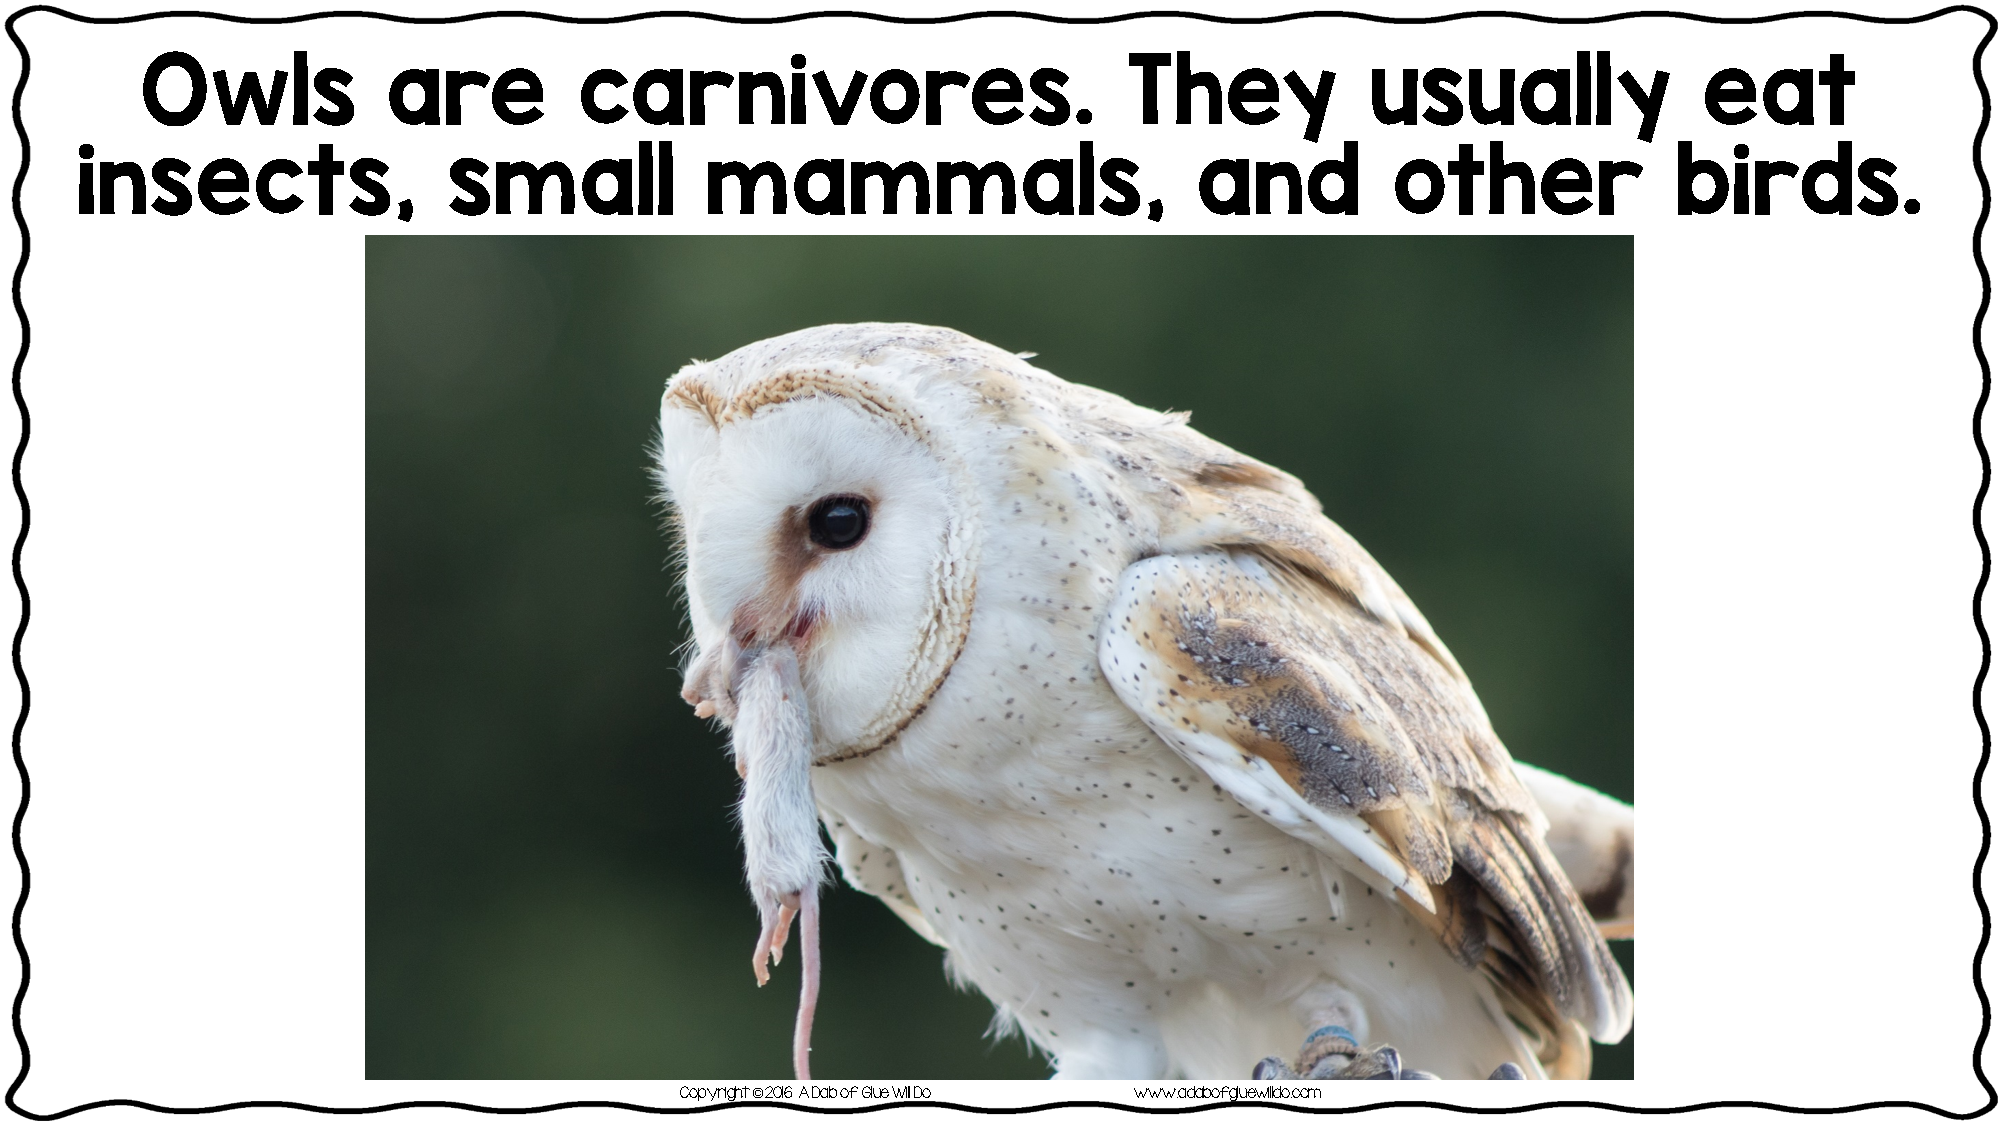 Owls are carnivores. They usually eat
insects, small mammals, and other birds.
Copyright ©2016 A Dab of Glue Will Do www.adabofgluewilldo.com